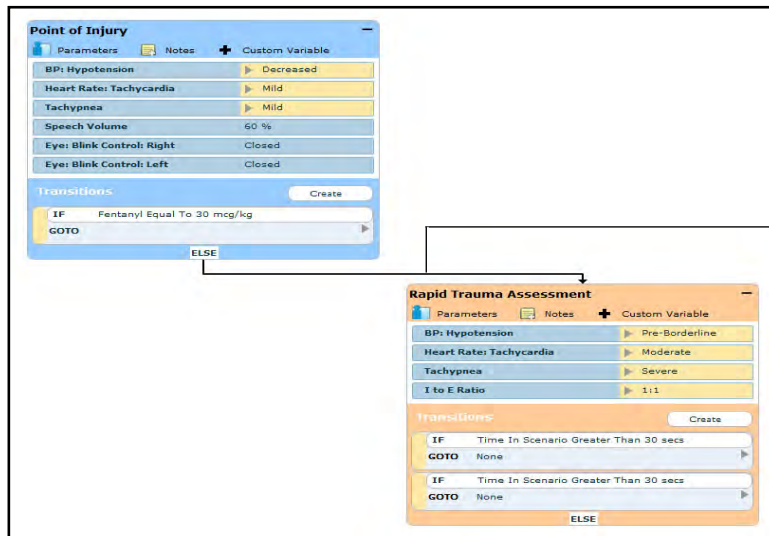 Point of Injury
Parameters Notes Custom Variable
BP: Hypotension Decreased
Heart Rate: Tachycardia Mild
Tachypnea Mild
Speech Volume 60 %
Eye: Blink Control: Right Closed
Eye: Blink Control: Left Closed
Transitions Create
IF Fentanyl Equal To 30 mcg/kg
GOTO
ELSE
Rapid Trauma Assessment
Parameters Notes Custom Variable
BP: Hypotension Pre-Borderline
Heart Rate: Tachycardia Moderate
Tachypnea Severe
I to E Ratio 1:1
Transitions Create
IF Time In Scenario Greater Than 30 secs
GOTO None
IF Time In Scenario Greater Than 30 secs
GOTO None
ELSE